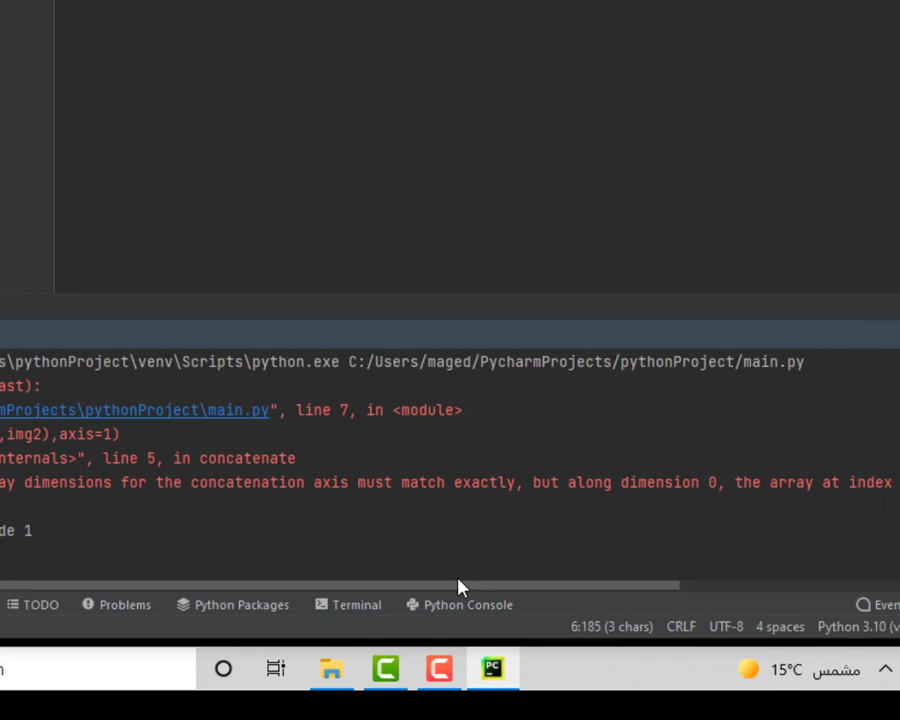 s\pythonProject\venv\Scripts\python.exe C:/Users/maged/PycharmProjects/pythonProject/main.py
ast):
mProjects\pythonProject\main.py", line 7, in <module>
,img2),axis=1)
nternals>", line 5, in concatenate
ay dimensions for the concatenation axis must match exactly, but along dimension 0, the array at index
de 1
TODO Problems Python Packages Terminal Python Console Even
6:185 (3 chars) CRLF UTF-8 4 spaces Python 3.10 (v
n PC 15°C مشمس